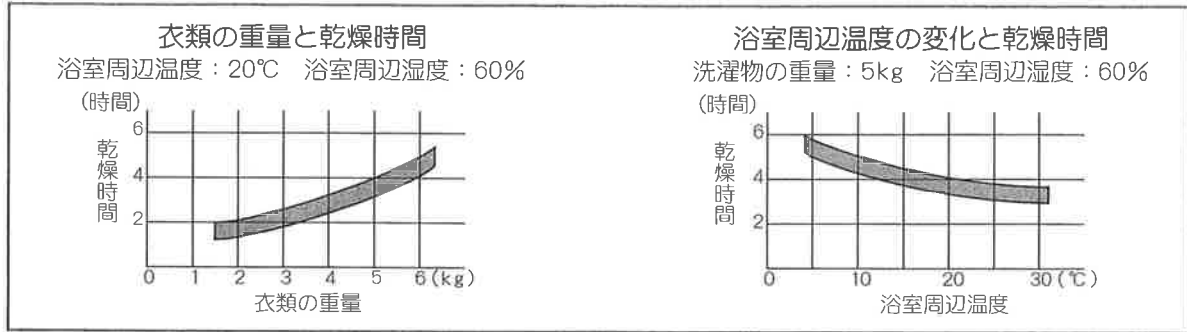 衣類の重量と乾燥時間
浴室周辺温度：20℃ 浴室周辺湿度：60%
(時間)
6
4
2
乾燥時間
0 1 2 3 4 5 6 (kg)
衣類の重量
浴室周辺温度の変化と乾燥時間
洗濯物の重量：5kg 浴室周辺湿度：60%
(時間)
6
4
2
乾燥時間
0 10 20 30 (℃)
浴室周辺温度